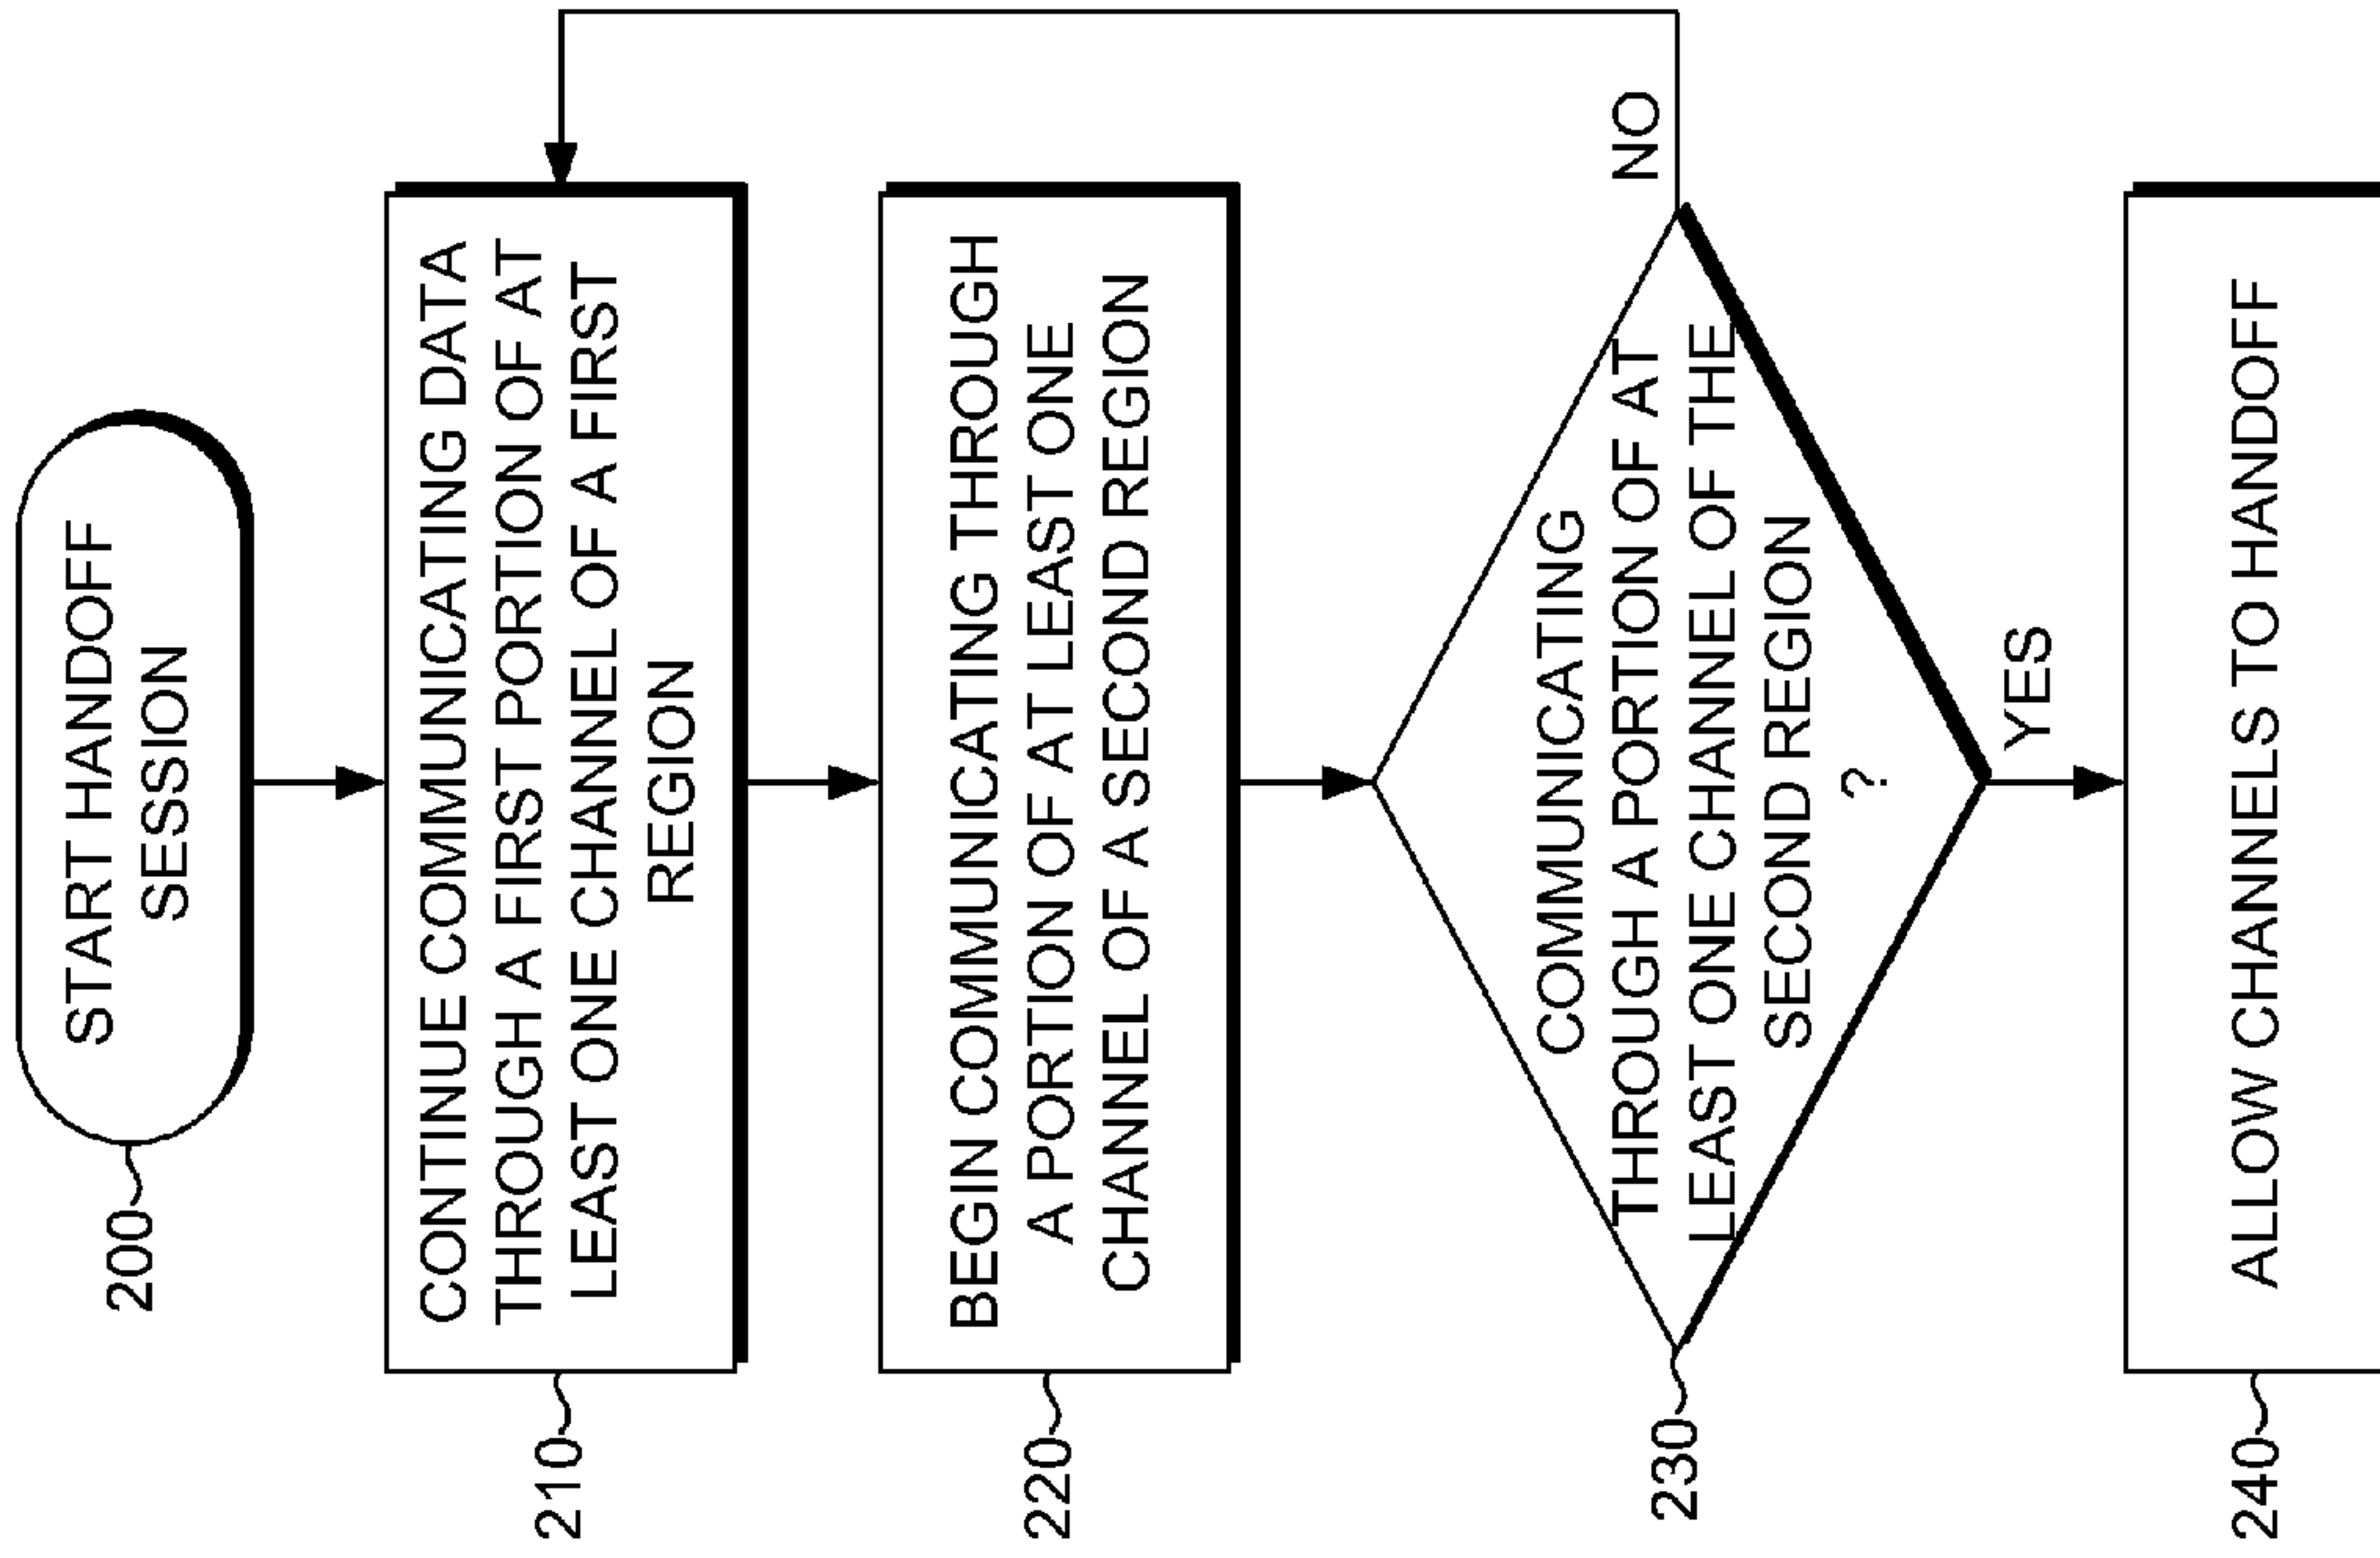 START HANDOFF
SESSION
200
CONTINUE COMMUNICATING DATA
THROUGH A FIRST PORTION OF AT
LEAST ONE CHANNEL OF A FIRST
REGION
210
BEGIN COMMUNICATING THROUGH
A PORTION OF AT LEAST ONE
CHANNEL OF A SECOND REGION
220
COMMUNICATING
THROUGH A PORTION OF AT
LEAST ONE CHANNEL OF THE
SECOND REGION
?
230
NO
YES
ALLOW CHANNELS TO HANDOFF
240